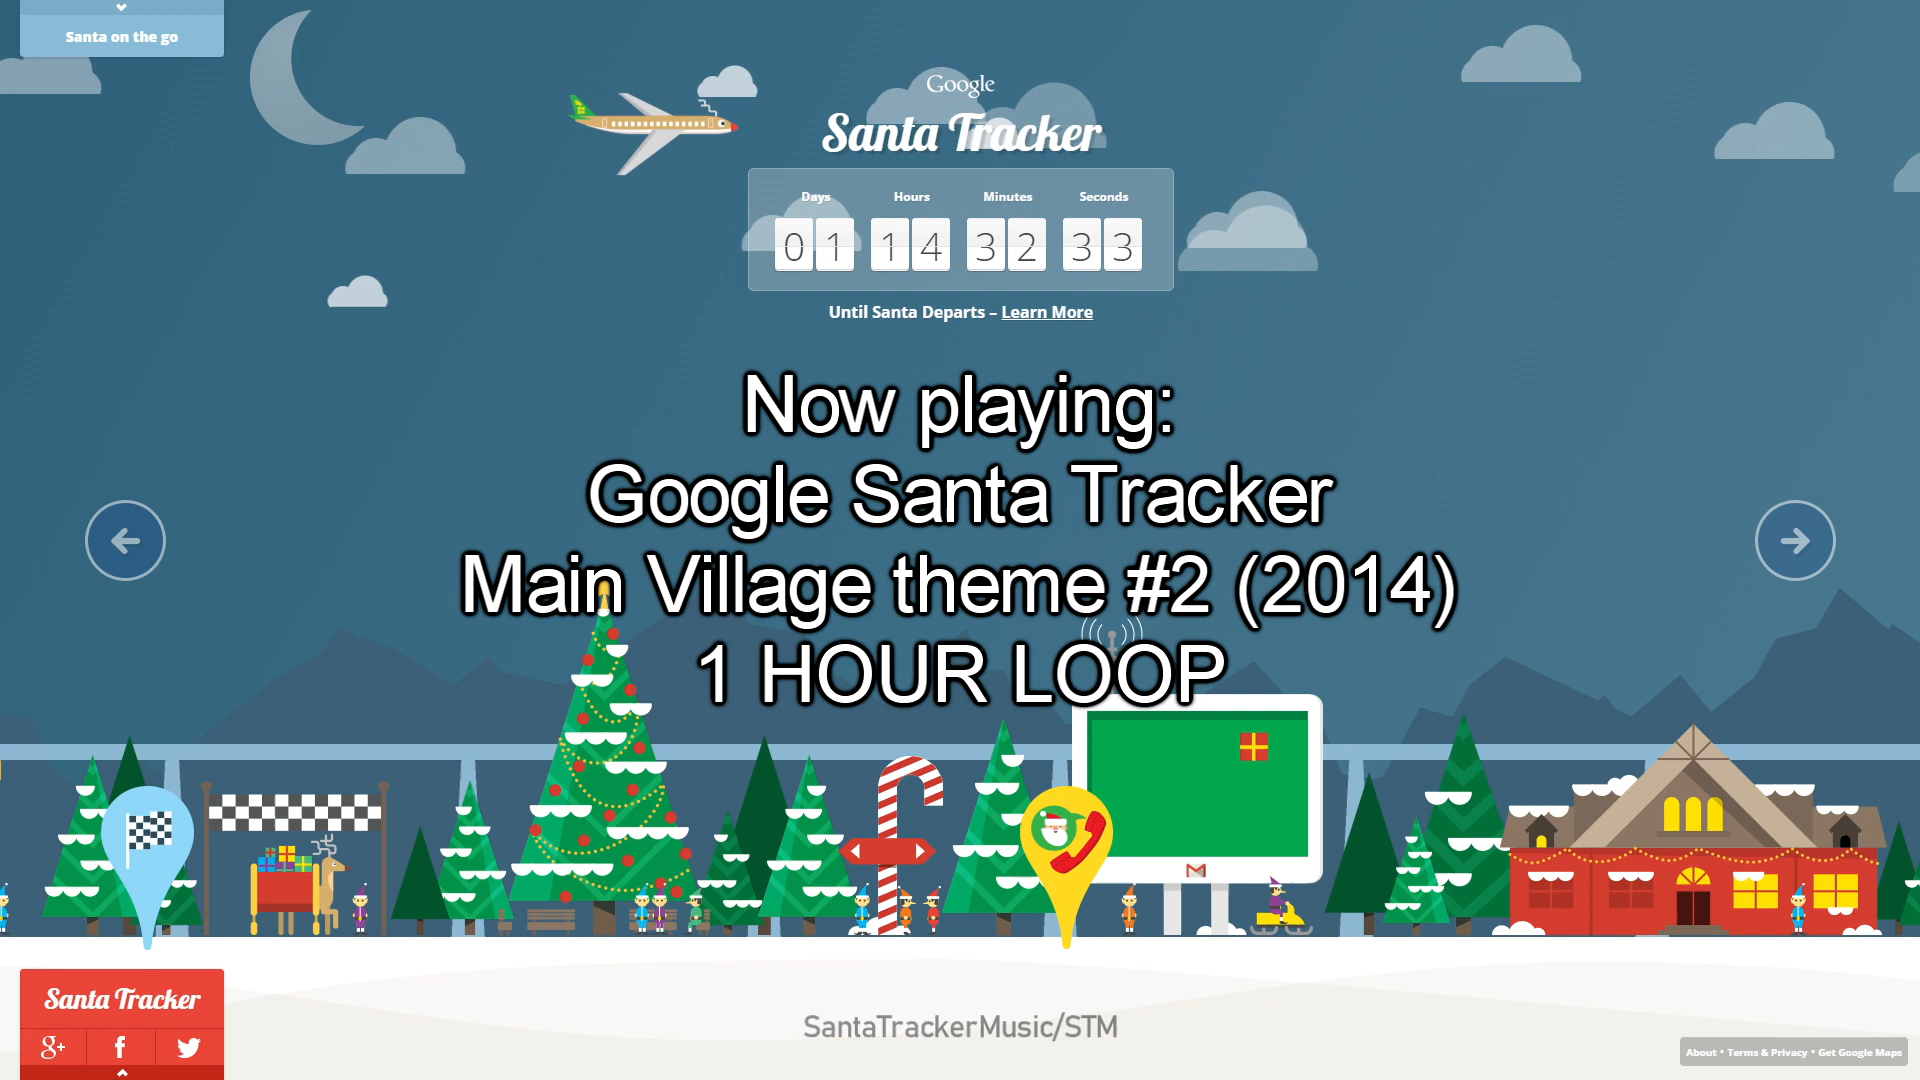 Santa on the go
Google
Santa Tracker
Days Hours Minutes Seconds
01 14 32 33
Until Santa Departs – Learn More
Now playing:
Google Santa Tracker
Main Village theme #2 (2014)
1 HOUR LOOP
Santa Tracker
g+ f
SantaTrackerMusic/STM
About • Terms & Privacy • Get Google Maps